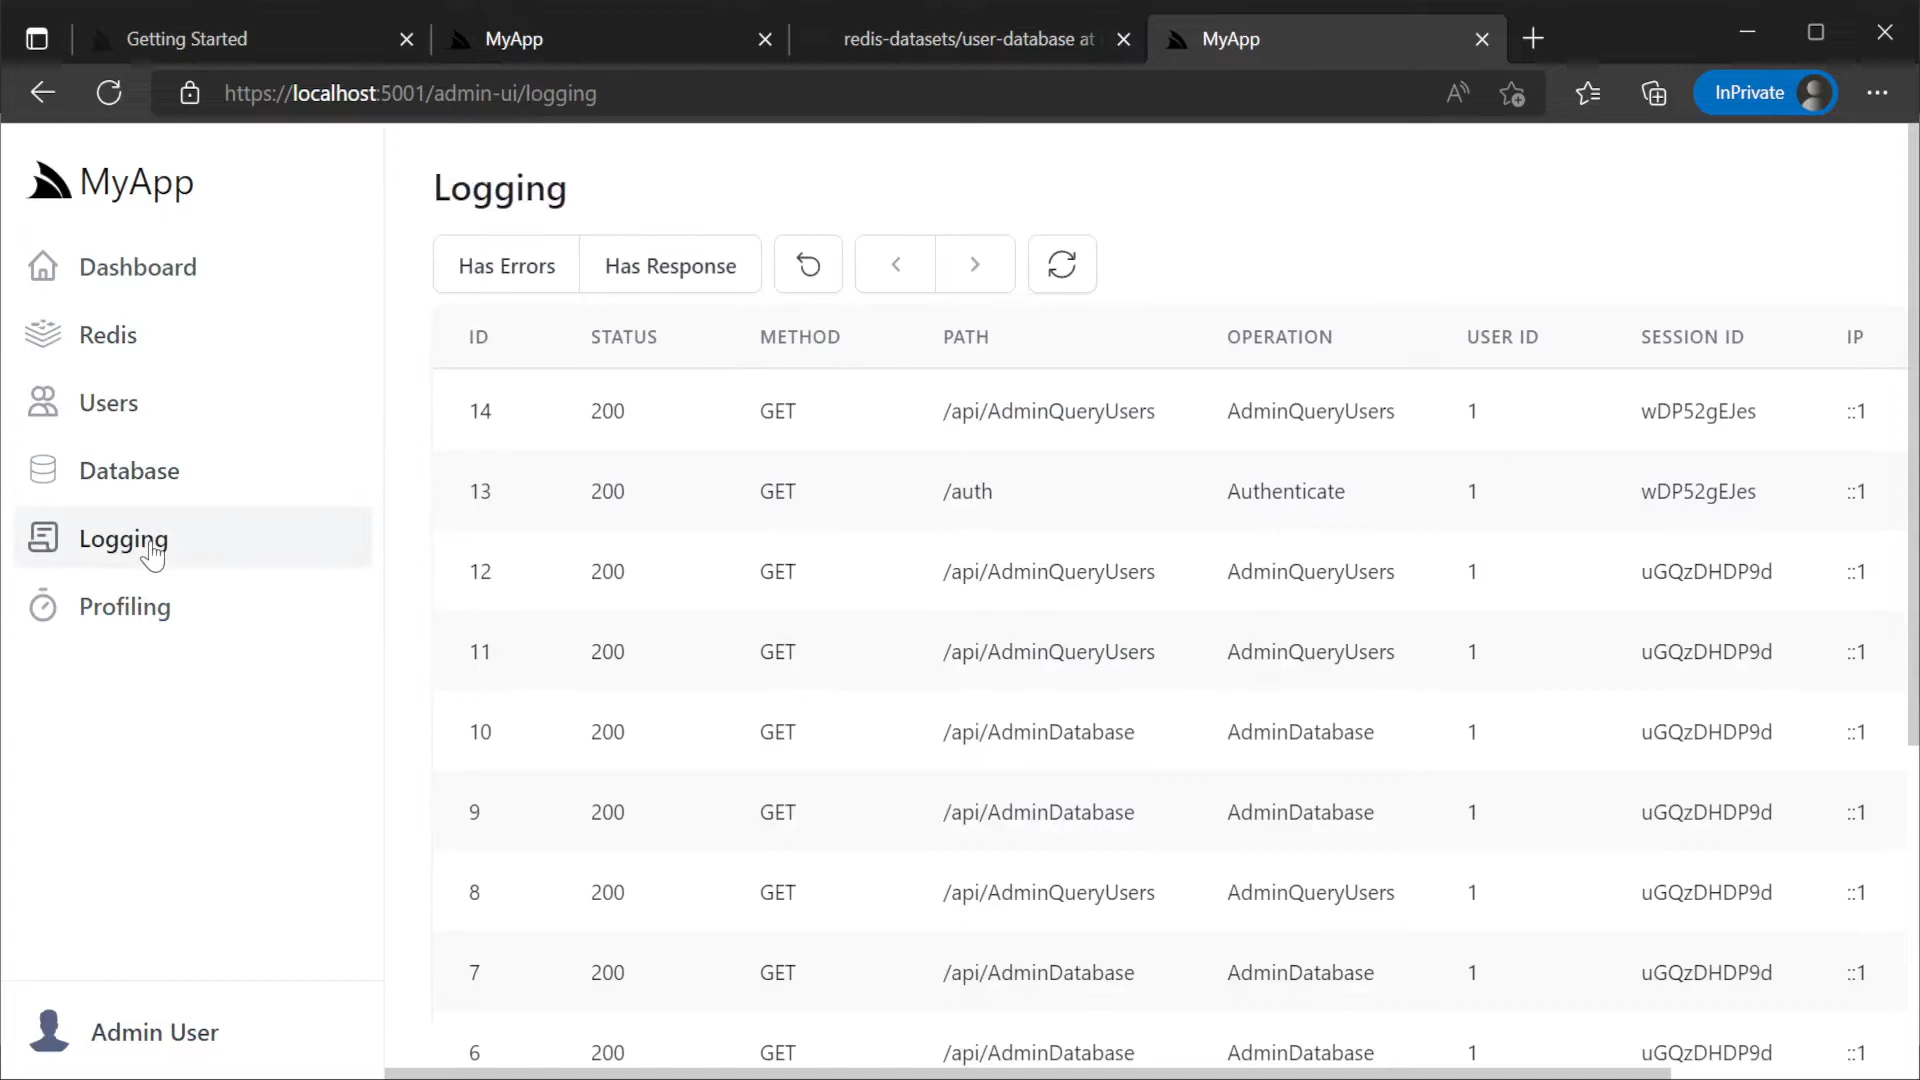 Getting Started
MyApp
redis-datasets/user-database at
MyApp
https://localhost:5001/admin-ui/logging
InPrivate
MyApp
Dashboard
Redis
Users
Database
Logging
Profiling
Admin User
Logging
Has Errors
Has Response
ID STATUS METHOD PATH OPERATION USER ID SESSION ID IP
14 200 GET /api/AdminQueryUsers AdminQueryUsers 1 wDP52gEJes ::1
13 200 GET /auth Authenticate 1 wDP52gEJes ::1
12 200 GET /api/AdminQueryUsers AdminQueryUsers 1 uGQzDHDP9d ::1
11 200 GET /api/AdminQueryUsers AdminQueryUsers 1 uGQzDHDP9d ::1
10 200 GET /api/AdminDatabase AdminDatabase 1 uGQzDHDP9d ::1
9 200 GET /api/AdminDatabase AdminDatabase 1 uGQzDHDP9d ::1
8 200 GET /api/AdminQueryUsers AdminQueryUsers 1 uGQzDHDP9d ::1
7 200 GET /api/AdminDatabase AdminDatabase 1 uGQzDHDP9d ::1
6 200 GET /api/AdminDatabase AdminDatabase 1 uGQzDHDP9d ::1